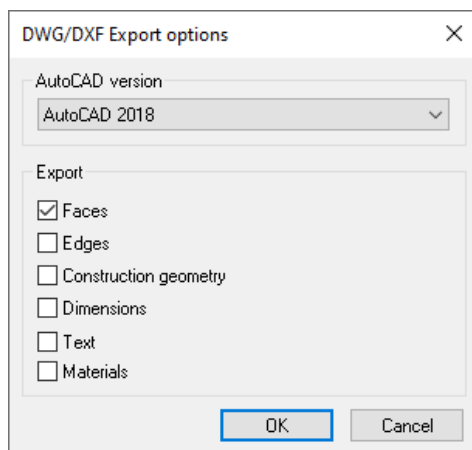 DWG/DXF Export options
AutoCAD version
AutoCAD 2018
Export
Faces
Edges
Construction geometry
Dimensions
Text
Materials
OK
Cancel